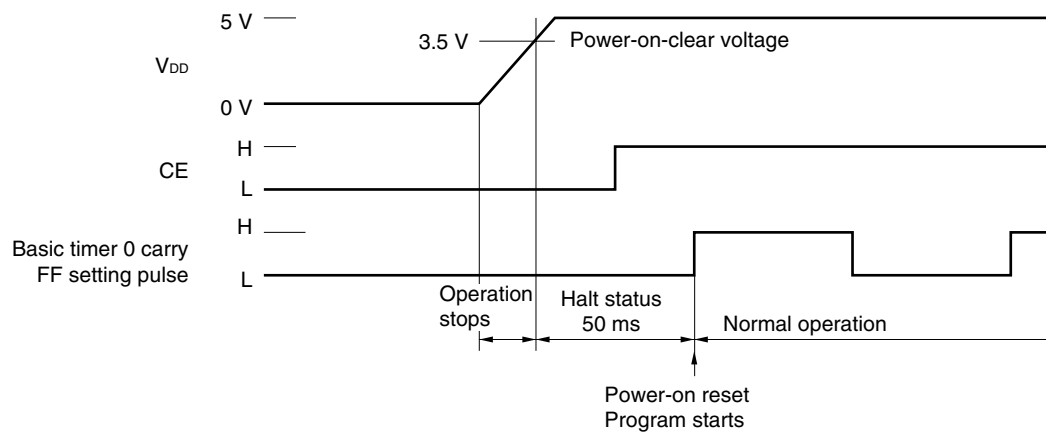 5 V
3.5 V
Power-on-clear voltage
VDD
0 V
H
CE
L
H
Basic timer 0 carry
FF setting pulse
L
Operation
stops
Halt status
50 ms
Normal operation
Power-on reset
Program starts